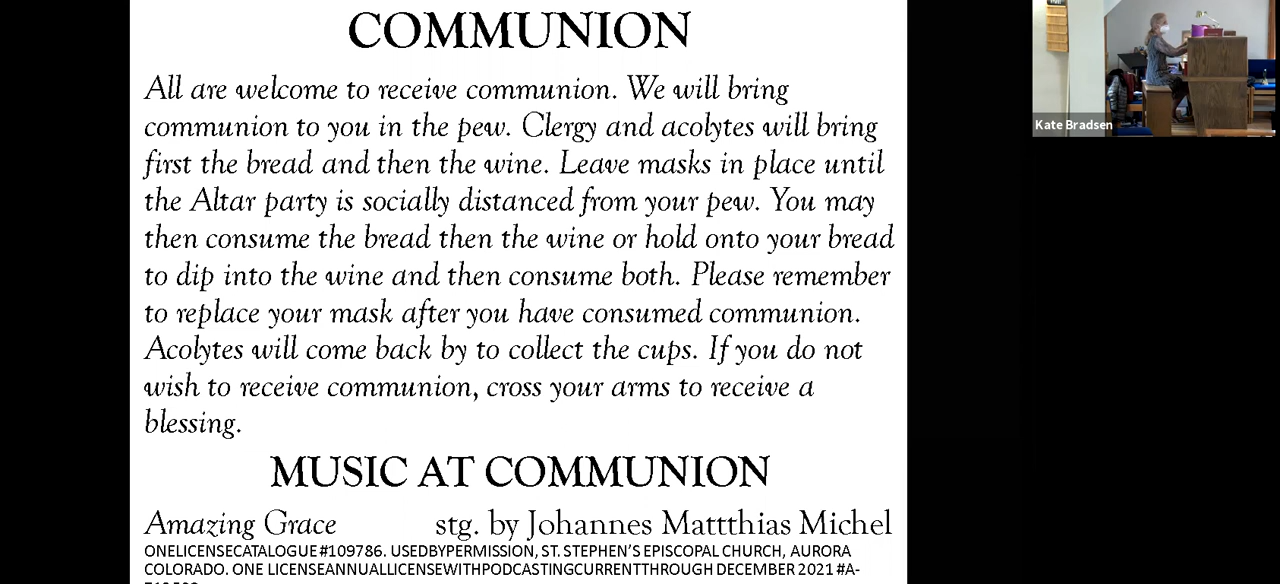 COMMUNION
All are welcome to receive communion. We will bring
communion to you in the pew. Clergy and acolytes will bring
first the bread and then the wine. Leave masks in place until
the Altar party is socially distanced from your pew. You may
then consume the bread then the wine or hold onto your bread
to dip into the wine and then consume both. Please remember
to replace your mask after you have consumed communion.
Acolytes will come back by to collect the cups. If you do not
wish to receive communion, cross your arms to receive a
blessing.
MUSIC AT COMMUNION
Amazing Grace stg. by Johannes Mattthias Michel
ONELICENSECATALOGUE #109786. USEDBYPERMISSION, ST. STEPHEN'S EPISCOPAL CHURCH, AURORA
COLORADO. ONE LICENSEANNUALLICENSEWITHPODCASTINGCURRENTTHROUGH DECEMBER 2021 #A-
Kate Bradsen